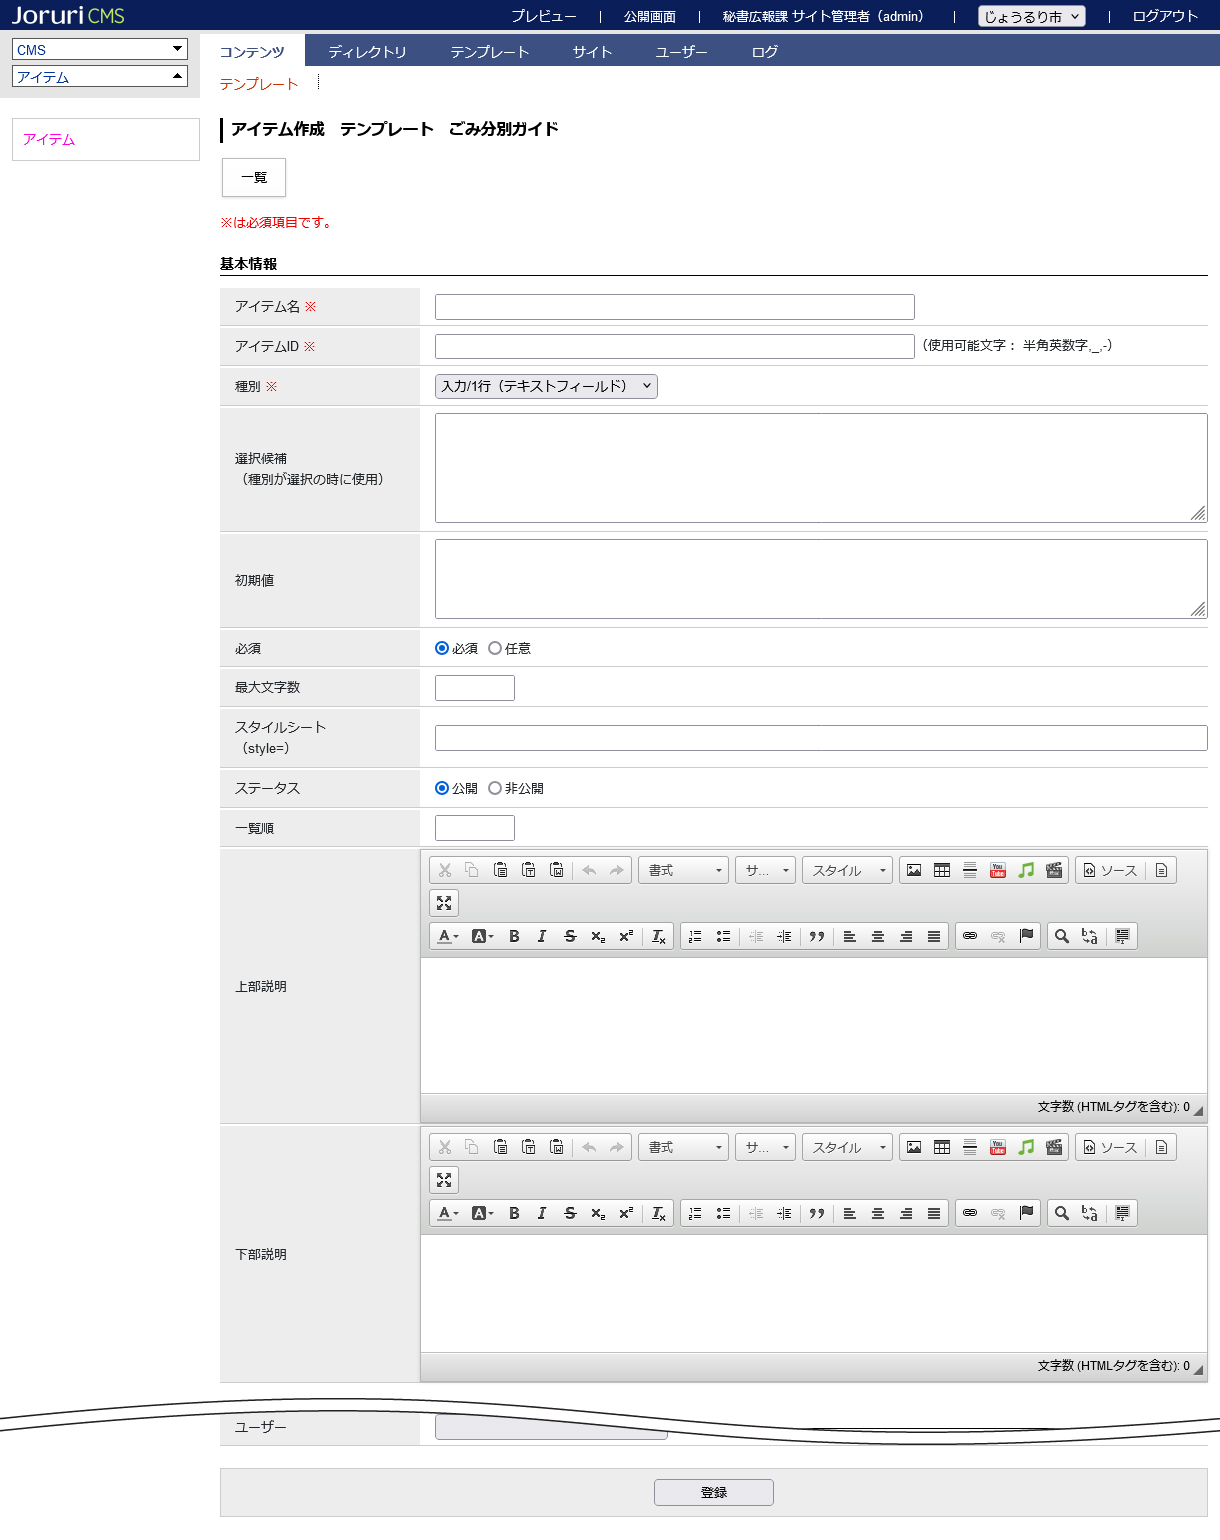 Joruri CMS
プレビュー | 公開画面 | 秘書広報課 サイト管理者（admin） | じょうるり市 | ログアウト
CMS
アイテム
コンテンツ ディレクトリ テンプレート サイト ユーザー ログ
テンプレート
アイテム
アイテム作成　テンプレート　ごみ分別ガイド
一覧
※は必須項目です。
基本情報
アイテム名 ※
アイテムID ※ （使用可能文字： 半角英数字,_,-）
種別 ※ 入力/1行（テキストフィールド）
選択候補
（種別が選択の時に使用）
初期値
必須 必須 任意
最大文字数
スタイルシート
（style=）
ステータス 公開 非公開
一覧順
書式 サ... スタイル You Tube ソース
A A B I S x₂ x² Tx
上部説明
文字数 (HTMLタグを含む): 0
書式 サ... スタイル You Tube ソース
A A B I S x₂ x² Tx
下部説明
文字数 (HTMLタグを含む): 0
ユーザー
登録